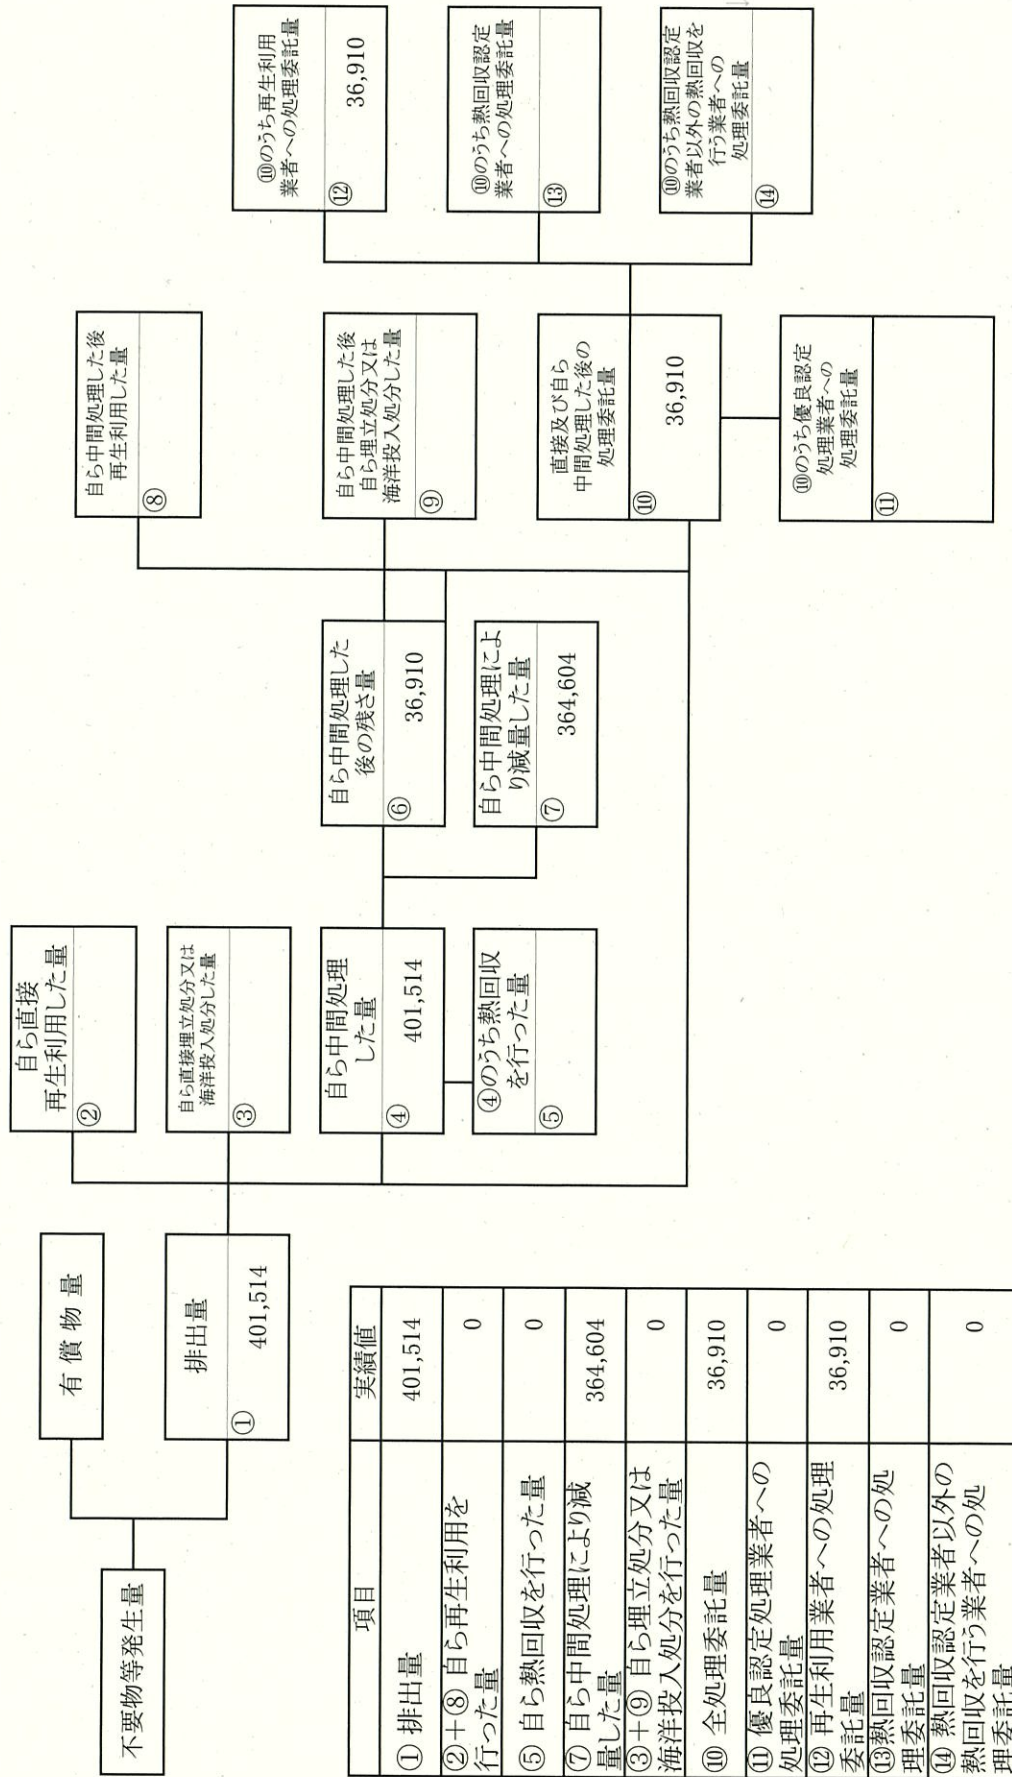 不要物等発生量
有償物量
排出量
①
401,514
自ら直接
再生利用した量
②
自ら直接埋立処分又は
海洋投入処分した量
③
自ら中間処理
した量
④
401,514
④のうち熱回収
を行った量
⑤
自ら中間処理した
後の残さ量
⑥
36,910
自ら中間処理によ
り減量した量
⑦
364,604
自ら中間処理した後
再生利用した量
⑧
自ら中間処理した後
自ら埋立処分又は
海洋投入処分した量
⑨
直接及び自ら
中間処理した後の
処理委託量
⑩
36,910
⑩のうち優良認定
処理業者への
処理委託量
⑪
⑩のうち再生利用
業者への処理委託量
⑫
36,910
⑩のうち熱回収認定
業者への処理委託量
⑬
⑩のうち熱回収認定
業者以外の熱回収を
行う業者への
処理委託量
⑭
項目 実績値
① 排出量 401,514
②+⑧ 自ら再生利用を
行った量 0
⑤ 自ら熱回収を行った量 0
⑦ 自ら中間処理により減
量した量 364,604
③+⑨ 自ら埋立処分又は
海洋投入処分を行った量 0
⑩ 全処理委託量 36,910
⑪ 優良認定処理業者への
処理委託量 0
⑫ 再生利用業者への処理
委託量 36,910
⑬熱回収認定業者への処
理委託量 0
⑭ 熱回収認定業者以外の
熱回収を行う業者への処
理委託量 0